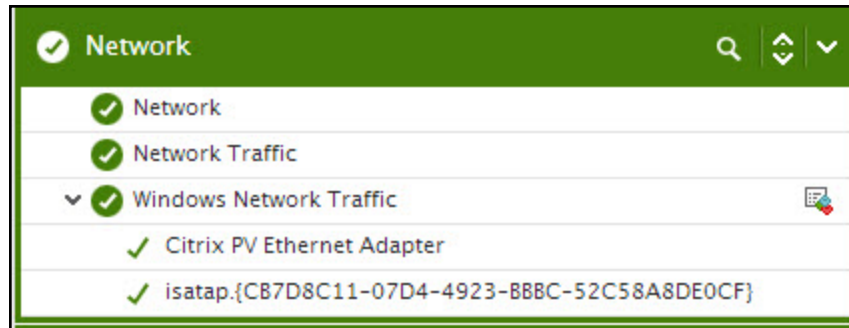 Network
Network
Network Traffic
Windows Network Traffic
Citrix PV Ethernet Adapter
isatap.{CB7D8C11-07D4-4923-BBBC-52C58A8DE0CF}